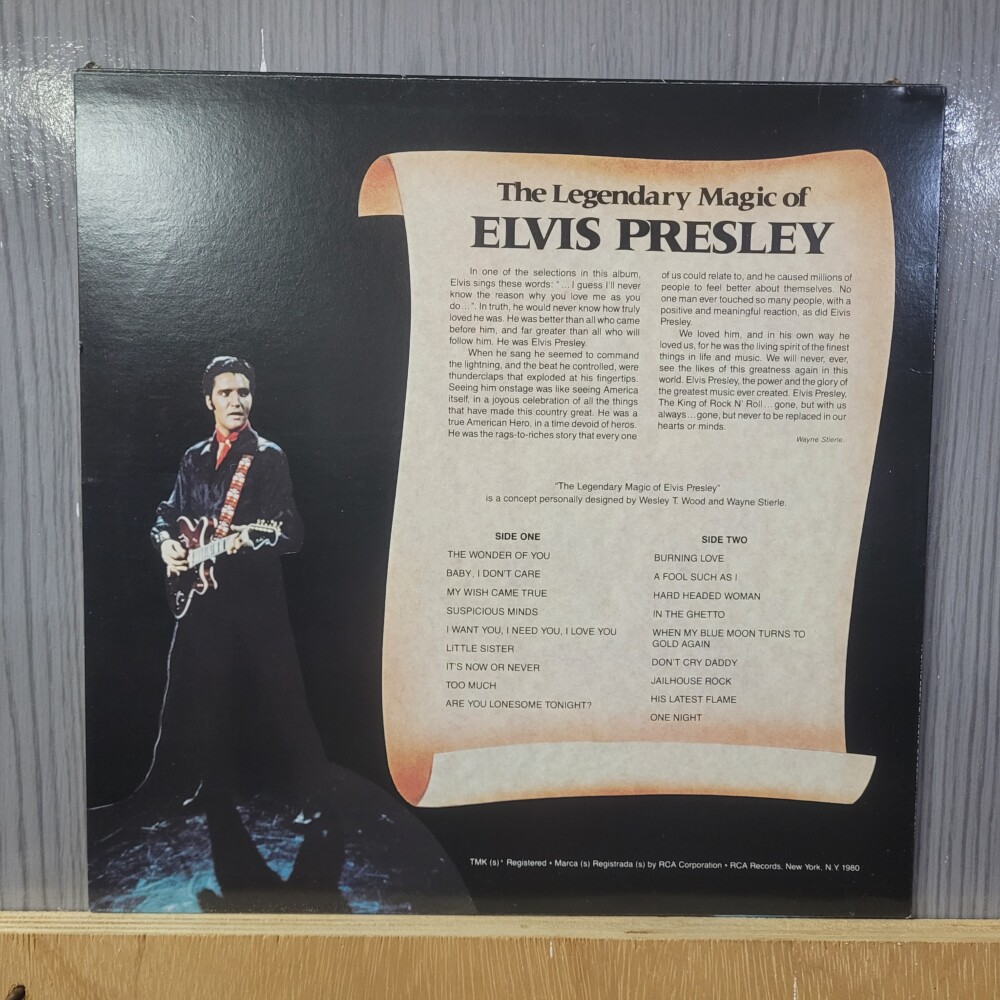 The Legendary Magic of
ELVIS PRESLEY
In one of the selections in this album,
Elvis sings these words: “... I guess I'll never
know the reason why you love me as you
do...”. In truth, he would never know how truly
loved he was. He was better than all who came
before him, and far greater than all who will
follow him. He was Elvis Presley.
When he sang he seemed to command
the lightning, and the beat he controlled, were
thunderclaps that exploded at his fingertips.
Seeing him onstage was like seeing America
itself, in a joyous celebration of all the things
that have made this country great. He was a
true American Hero, in a time devoid of heros.
He was the rags-to-riches story that every one
of us could relate to, and he caused millions of
people to feel better about themselves. No
one man ever touched so many people, with a
positive and meaningful reaction, as did Elvis
Presley.
We loved him, and in his own way he
loved us, for he was the living spirit of the finest
things in life and music. We will never, ever,
see the likes of this greatness again in this
world. Elvis Presley, the power and the glory of
the greatest music ever created. Elvis Presley,
The King of Rock N' Roll... gone, but with us
always... gone, but never to be replaced in our
hearts or minds.
Wayne Stierle.
“The Legendary Magic of Elvis Presley”
is a concept personally designed by Wesley T. Wood and Wayne Stierle.
SIDE ONE
THE WONDER OF YOU
BABY, I DON'T CARE
MY WISH CAME TRUE
SUSPICIOUS MINDS
I WANT YOU, I NEED YOU, I LOVE YOU
LITTLE SISTER
IT'S NOW OR NEVER
TOO MUCH
ARE YOU LONESOME TONIGHT?
SIDE TWO
BURNING LOVE
A FOOL SUCH AS I
HARD HEADED WOMAN
IN THE GHETTO
WHEN MY BLUE MOON TURNS TO
GOLD AGAIN
DON'T CRY DADDY
JAILHOUSE ROCK
HIS LATEST FLAME
ONE NIGHT
TMK (s)® Registered • Marca (s) Registrada (s) by RCA Corporation • RCA Records, New York, N.Y. 1980